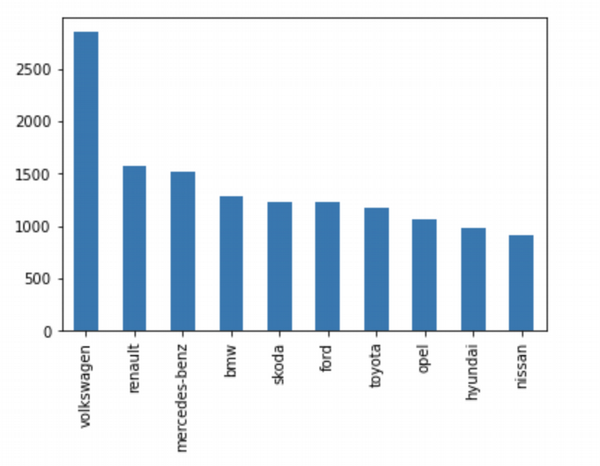 2500
2000
1500
1000
500
0
volkswagen
renault
mercedes-benz
bmw
skoda
ford
toyota
opel
hyundai
nissan